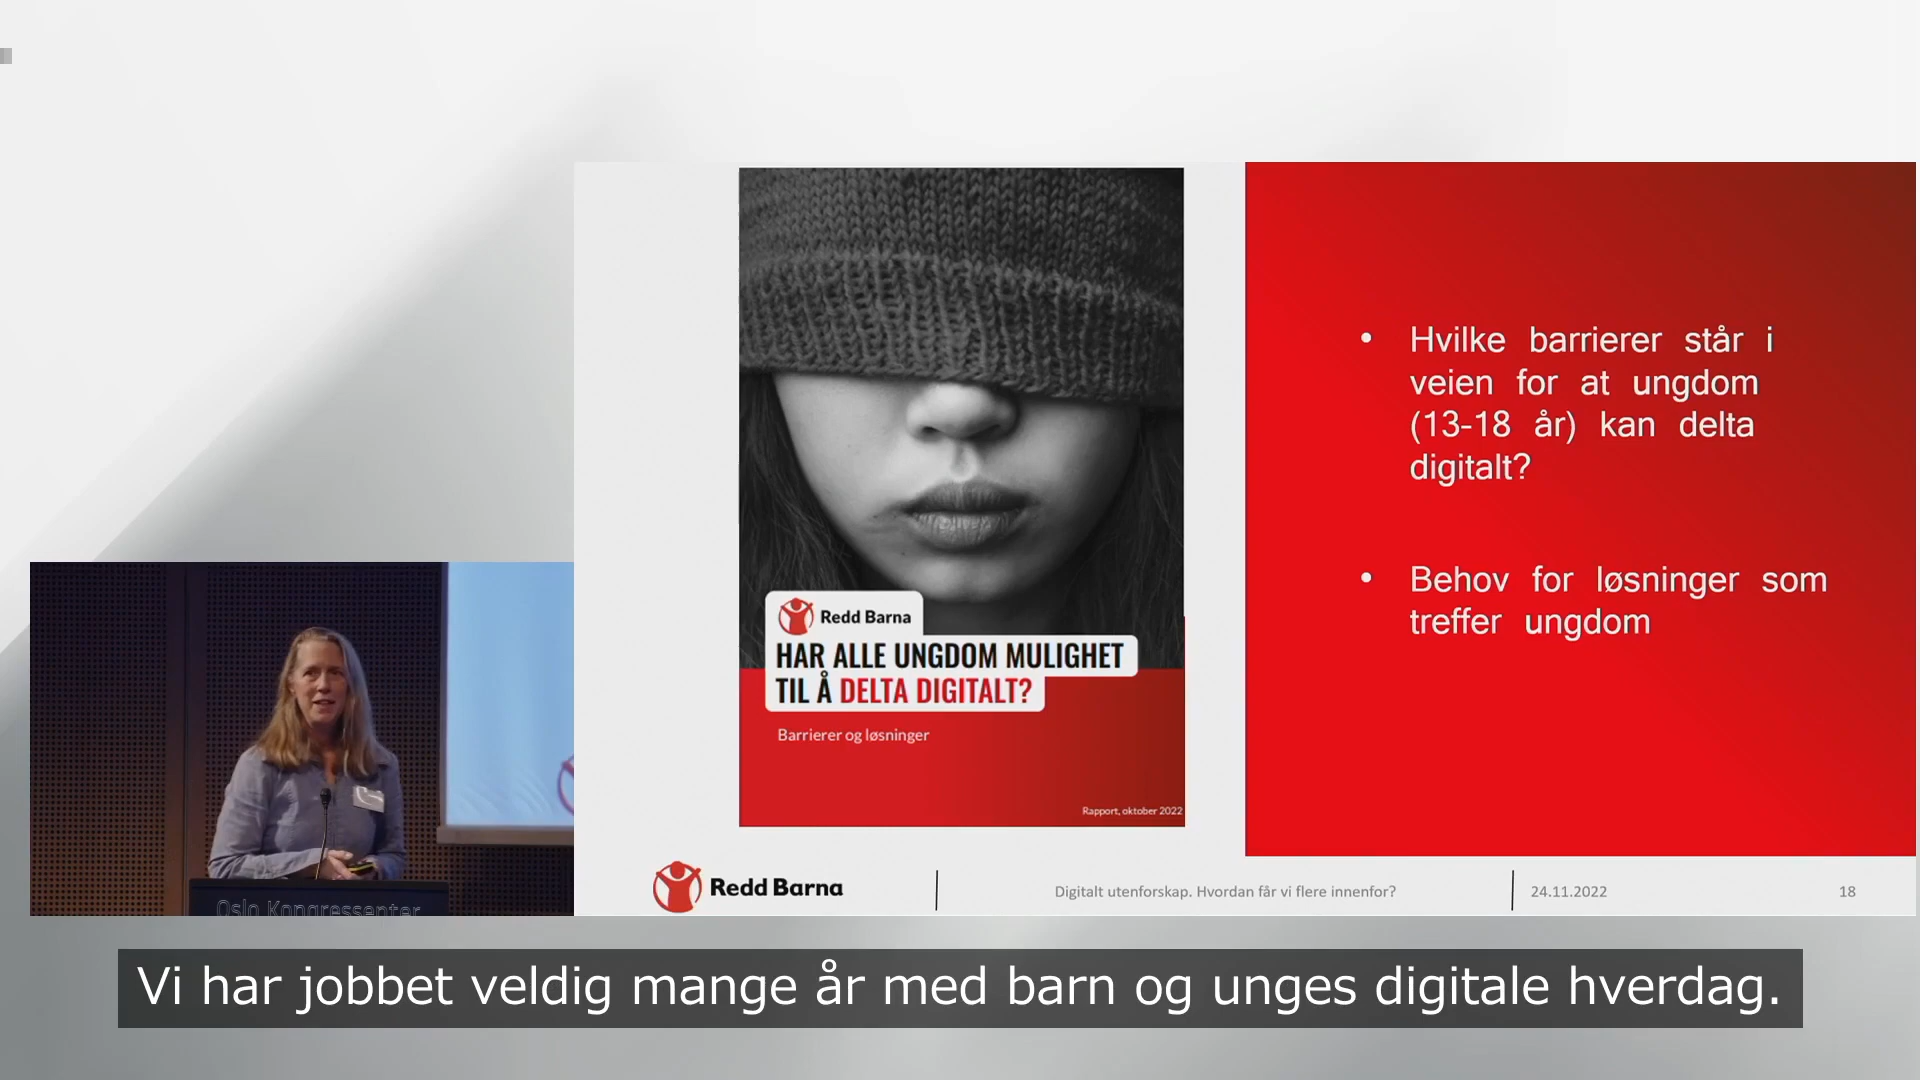 Redd Barna
HAR ALLE UNGDOM MULIGHET
TIL Å DELTA DIGITALT?
Barrierer og løsninger
Rapport, oktober 2022
• Hvilke barrierer står i
veien for at ungdom
(13-18 år) kan delta
digitalt?
• Behov for løsninger som
treffer ungdom
Oslo Kongressenter
Redd Barna
Digitalt utenforskap. Hvordan får vi flere innenfor?
24.11.2022
18
Vi har jobbet veldig mange år med barn og unges digitale hverdag.